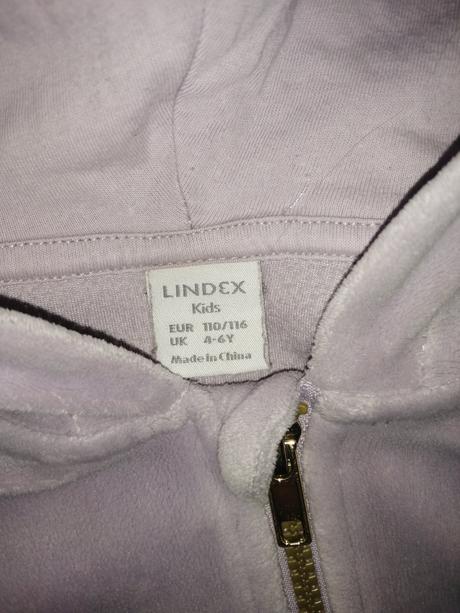 LINDEX
Kids
EUR 110/116
UK 4-6Y
Made in China